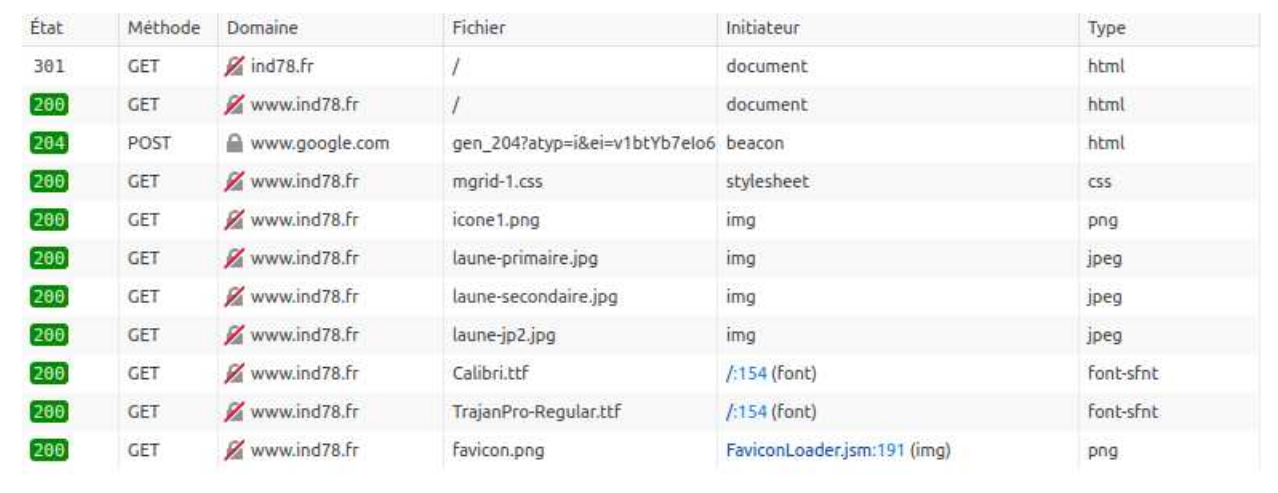 État Méthode Domaine Fichier Initiateur Type
301 GET ind78.fr / document html
200 GET www.ind78.fr / document html
204 POST www.google.com gen_204?atyp=i&ei=v1btYb7eIo6 beacon html
200 GET www.ind78.fr mgrid-1.css stylesheet css
200 GET www.ind78.fr icone1.png img png
200 GET www.ind78.fr laune-primaire.jpg img jpeg
200 GET www.ind78.fr laune-secondaire.jpg img jpeg
200 GET www.ind78.fr laune-jp2.jpg img jpeg
200 GET www.ind78.fr Calibri.ttf /:154 (font) font-sfnt
200 GET www.ind78.fr TrajanPro-Regular.ttf /:154 (font) font-sfnt
200 GET www.ind78.fr favicon.png FaviconLoader.jsm:191 (img) png